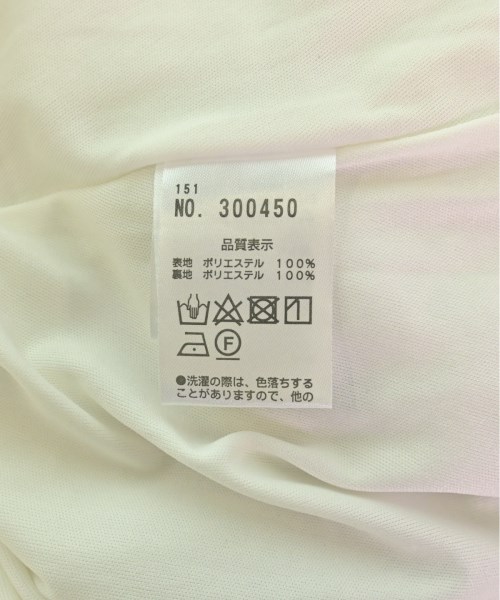 151
NO. 300450
品質表示
表地 ポリエステル 100%
裏地 ポリエステル 100%
F
●洗濯の際は、色落ちする
ことがありますので、他の